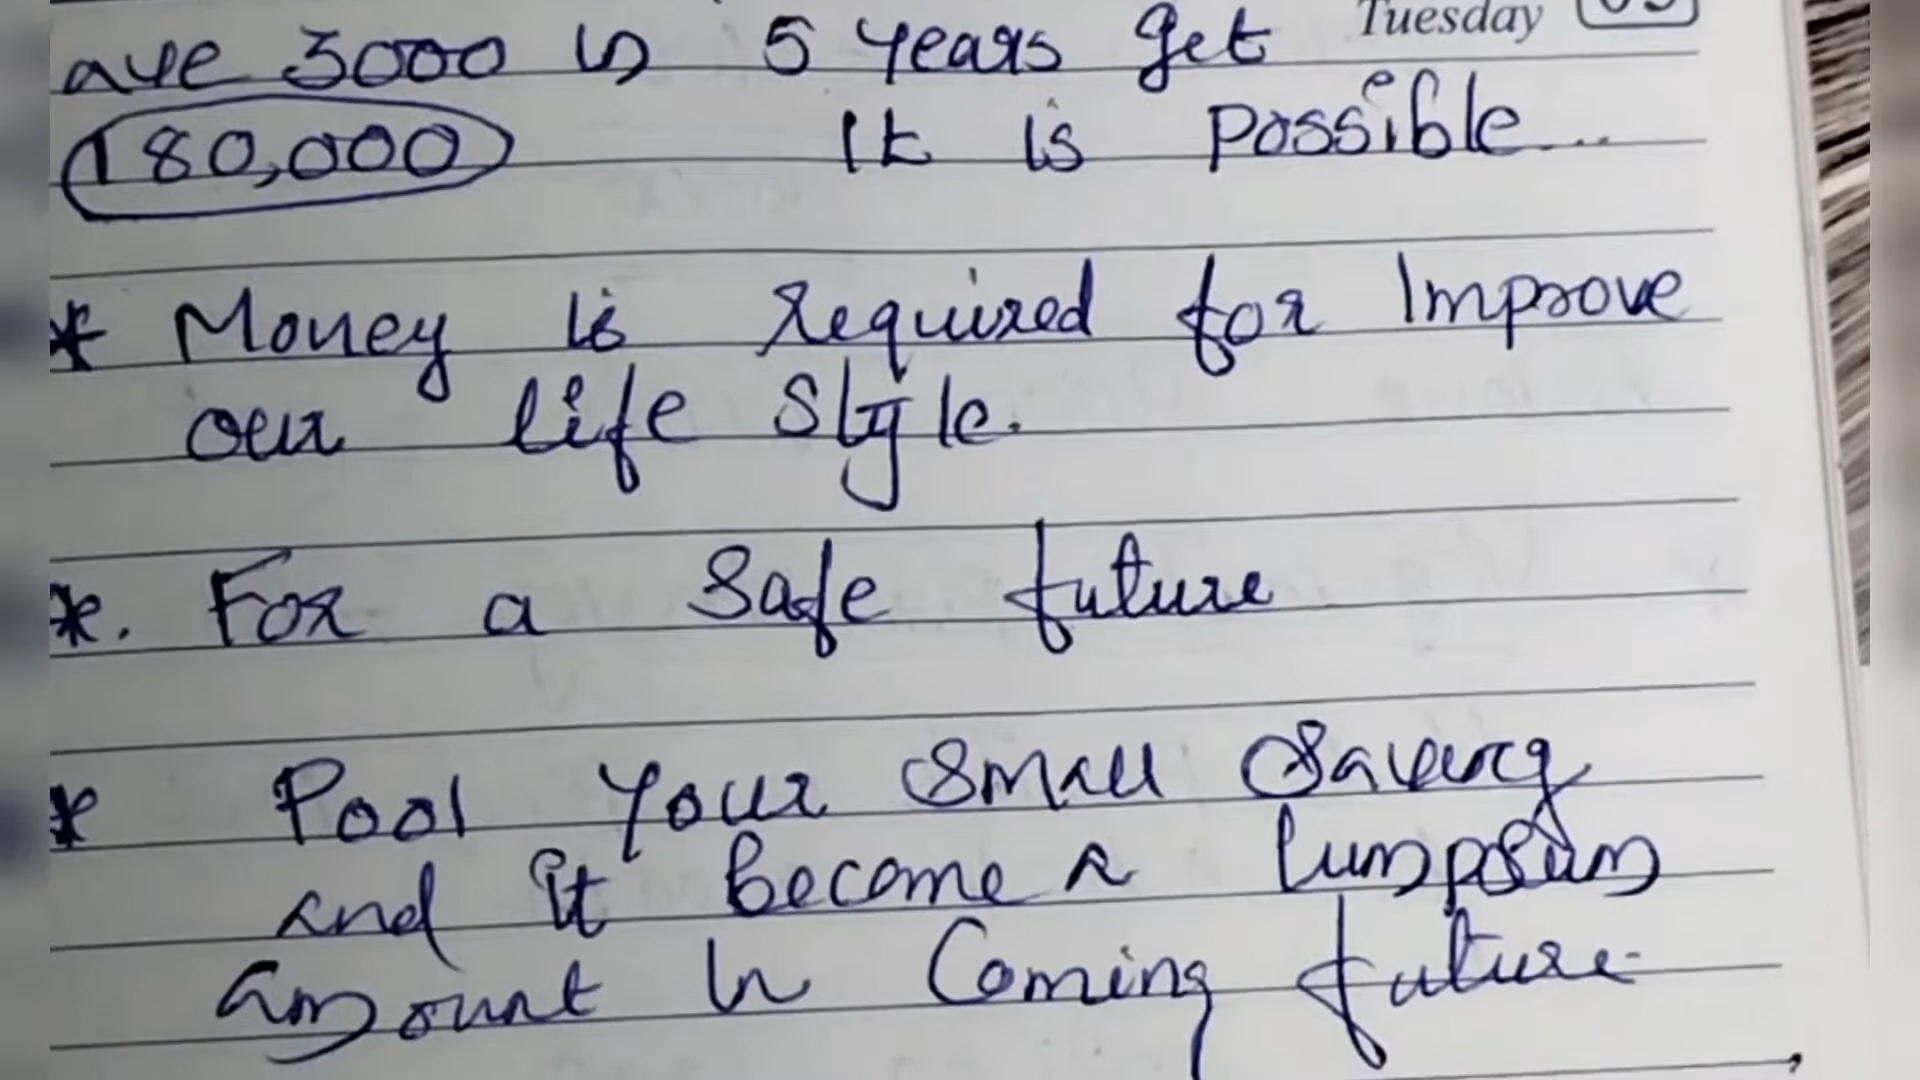 Tuesday
ave 3000 in 5 years get
180,000 It is possible...
* Money is required for Improve
our life style.
*. For a safe future
* Pool your small saving
and it become a lumpsum
amount in coming future.